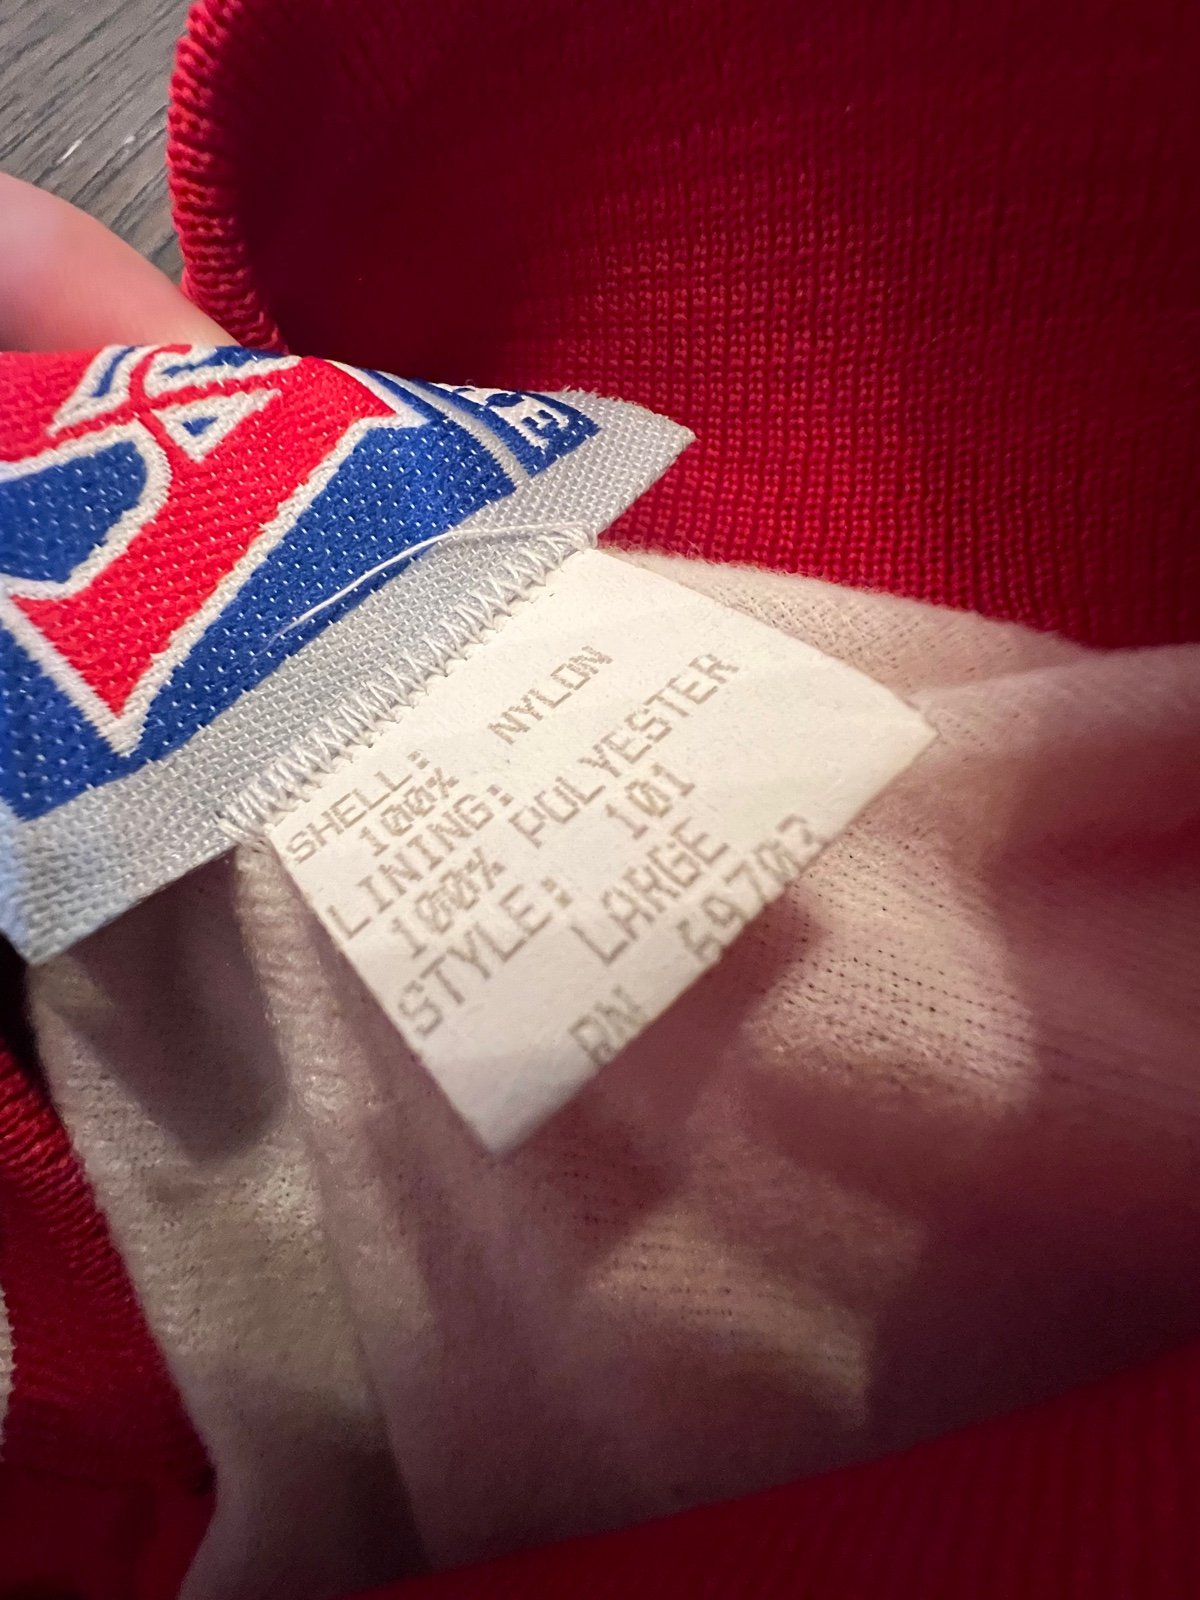 SHELL:
100% NYLON
LINING:
100% POLYESTER
STYLE: 101
LARGE
RN 69703